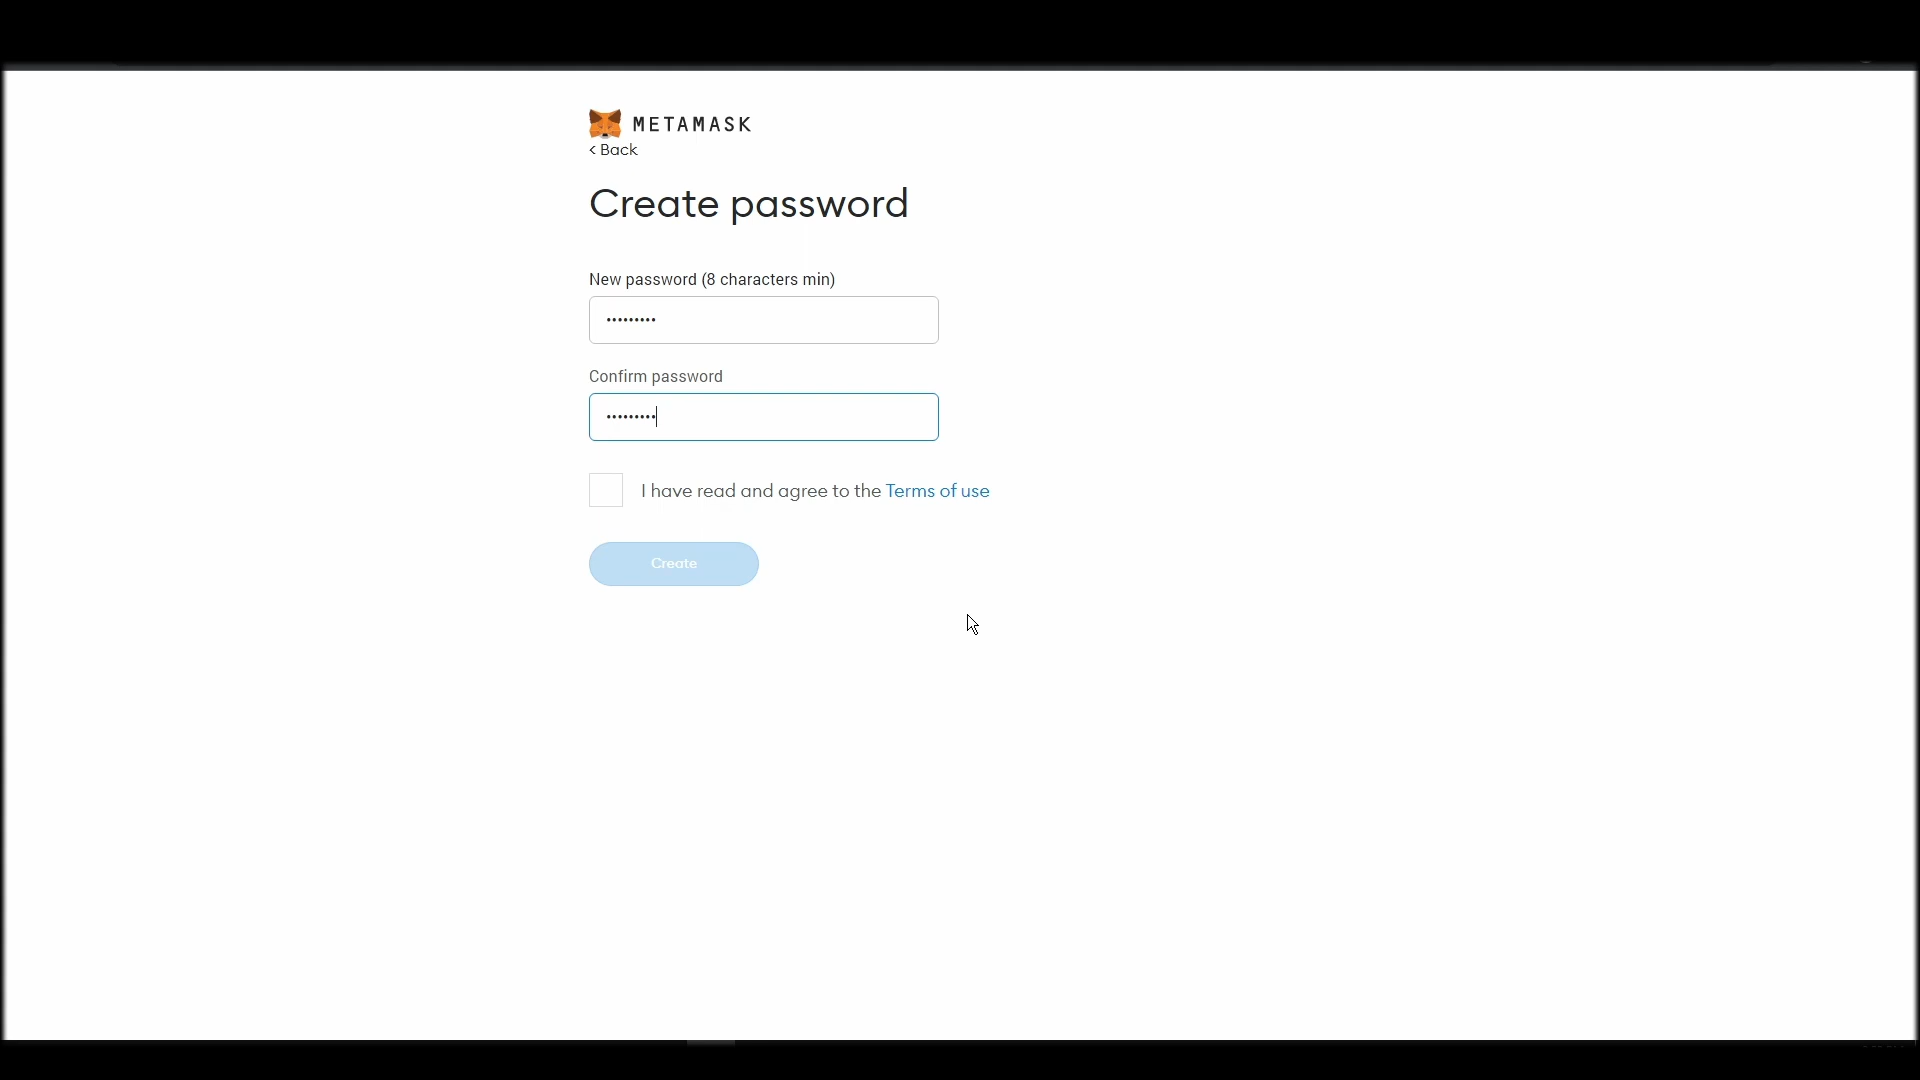 METAMASK
< Back
Create password
New password (8 characters min)
•••••••••
Confirm password
•••••••••
I have read and agree to the Terms of use
Create